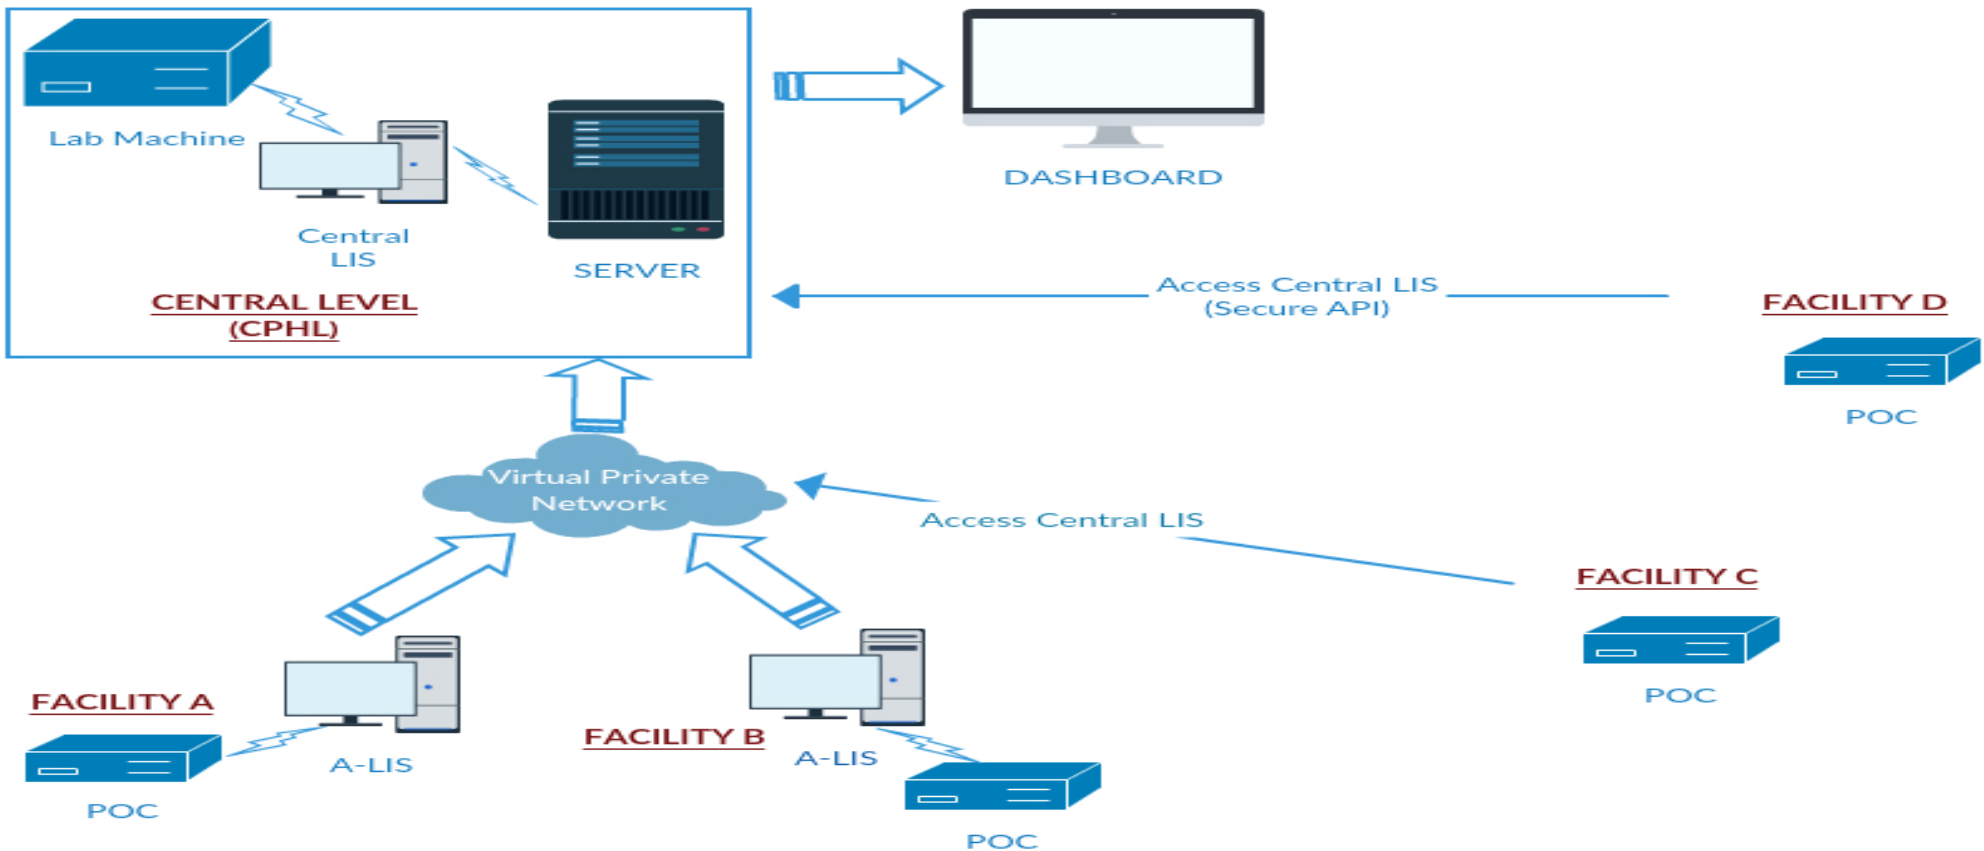 Lab Machine
Central
LIS
SERVER
CENTRAL LEVEL
(CPHL)
DASHBOARD
Access Central LIS
(Secure API)
FACILITY D
POC
Virtual Private
Network
Access Central LIS
FACILITY C
POC
FACILITY A
A-LIS
POC
FACILITY B
A-LIS
POC